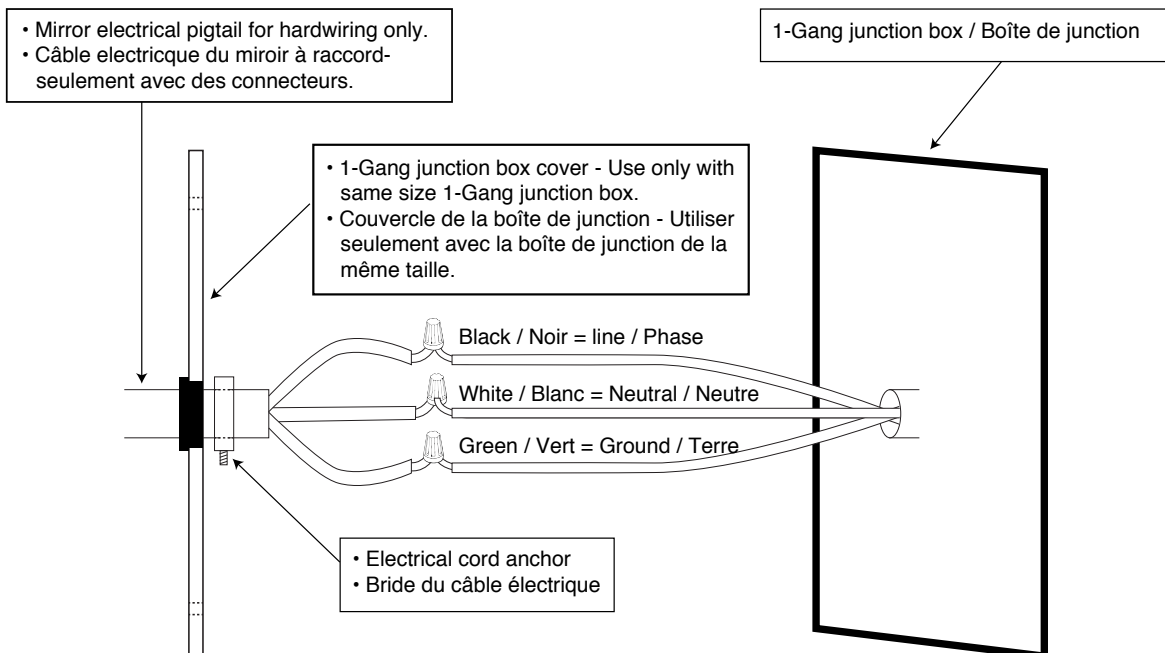 • Mirror electrical pigtail for hardwiring only.
• Câble electricque du miroir à raccord-
seulement avec des connecteurs.
1-Gang junction box / Boîte de junction
• 1-Gang junction box cover - Use only with
same size 1-Gang junction box.
• Couvercle de la boîte de junction - Utiliser
seulement avec la boîte de junction de la
même taille.
Black / Noir = line / Phase
White / Blanc = Neutral / Neutre
Green / Vert = Ground / Terre
• Electrical cord anchor
• Bride du câble électrique